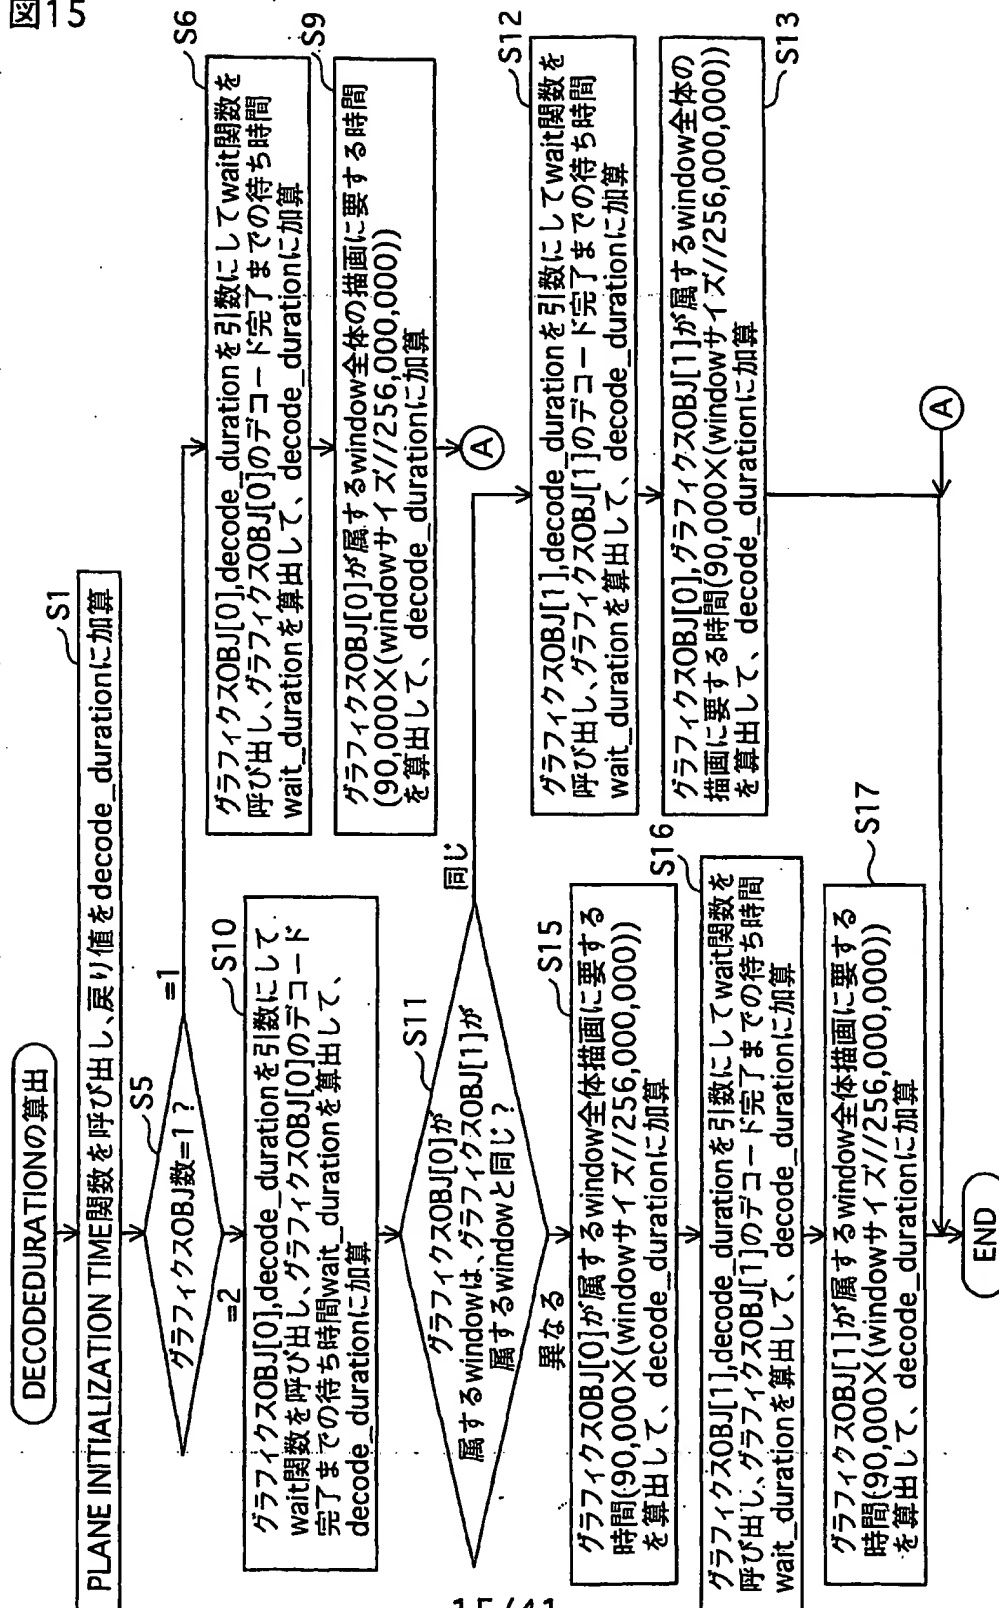 図15
DECODEDURATIONの算出
S1
PLANE INITIALIZATION TIME関数を呼び出し、戻り値をdecode_durationに加算
S5
グラフィクスOBJ数=1？
=1
=2
S6
グラフィクスOBJ[0],decode_durationを引数にしてwait関数を
呼び出し、グラフィクスOBJ[0]のデコード完了までの待ち時間
wait_durationを算出して、decode_durationに加算
S9
グラフィクスOBJ[0]が属するwindow全体の描画に要する時間
(90,000×(windowサイズ//256,000,000))
を算出して、decode_durationに加算
A
S10
グラフィクスOBJ[0],decode_durationを引数にして
wait関数を呼び出し、グラフィクスOBJ[0]のデコード
完了までの待ち時間wait_durationを算出して、
decode_durationに加算
S11
グラフィクスOBJ[0]が
属するwindowは、グラフィクスOBJ[1]が
属するwindowと同じ？
同じ
異なる
S12
グラフィクスOBJ[1],decode_durationを引数にしてwait関数を
呼び出し、グラフィクスOBJ[1]のデコード完了までの待ち時間
wait_durationを算出して、decode_durationに加算
S13
グラフィクスOBJ[0],グラフィクスOBJ[1]が属するwindow全体の
描画に要する時間(90,000×(windowサイズ//256,000,000))
を算出して、decode_durationに加算
S15
グラフィクスOBJ[0]が属するwindow全体描画に要する
時間(90,000×(windowサイズ//256,000,000))
を算出して、decode_durationに加算
S16
グラフィクスOBJ[1],decode_durationを引数にしてwait関数を
呼び出し、グラフィクスOBJ[1]のデコード完了までの待ち時間
wait_durationを算出して、decode_durationに加算
S17
グラフィクスOBJ[1]が属するwindow全体描画に要する
時間(90,000×(windowサイズ//256,000,000))
を算出して、decode_durationに加算
A
END
15/41